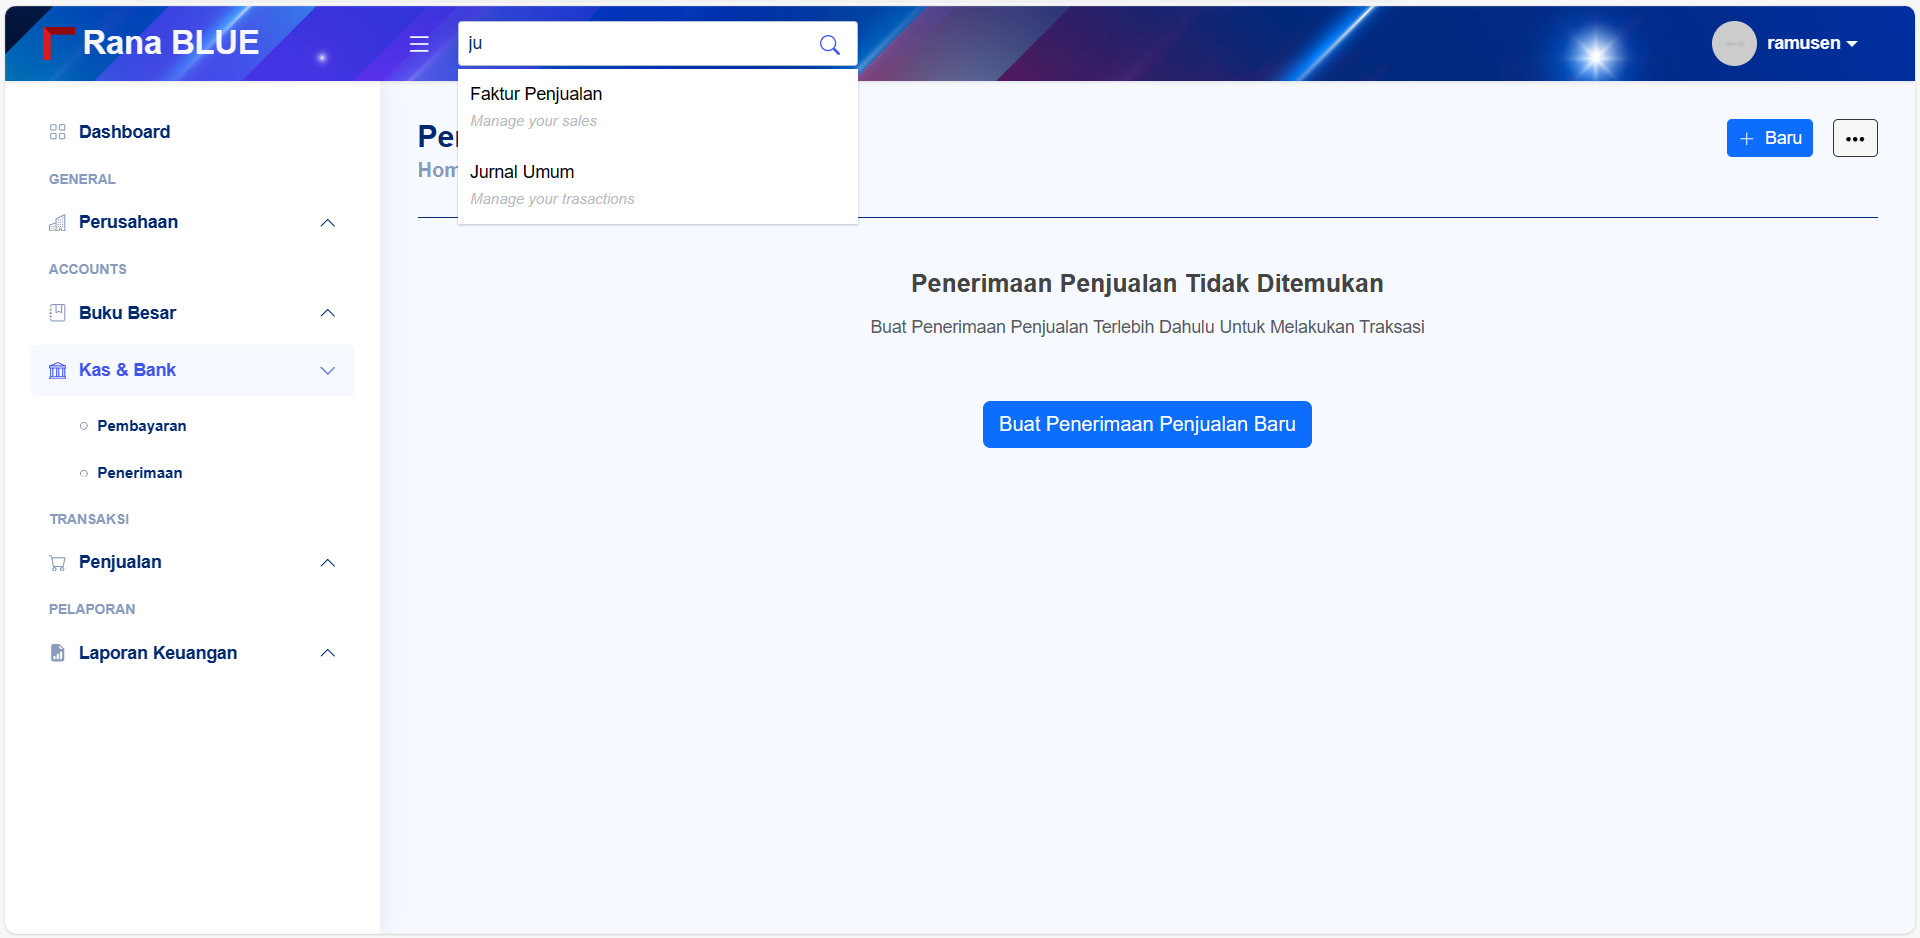 Rana BLUE
ju
ramusen
Faktur Penjualan
Manage your sales
Jurnal Umum
Manage your trasactions
Dashboard
GENERAL
Perusahaan
ACCOUNTS
Buku Besar
Kas & Bank
Pembayaran
Penerimaan
TRANSAKSI
Penjualan
PELAPORAN
Laporan Keuangan
Baru
Penerimaan Penjualan Tidak Ditemukan
Buat Penerimaan Penjualan Terlebih Dahulu Untuk Melakukan Traksasi
Buat Penerimaan Penjualan Baru